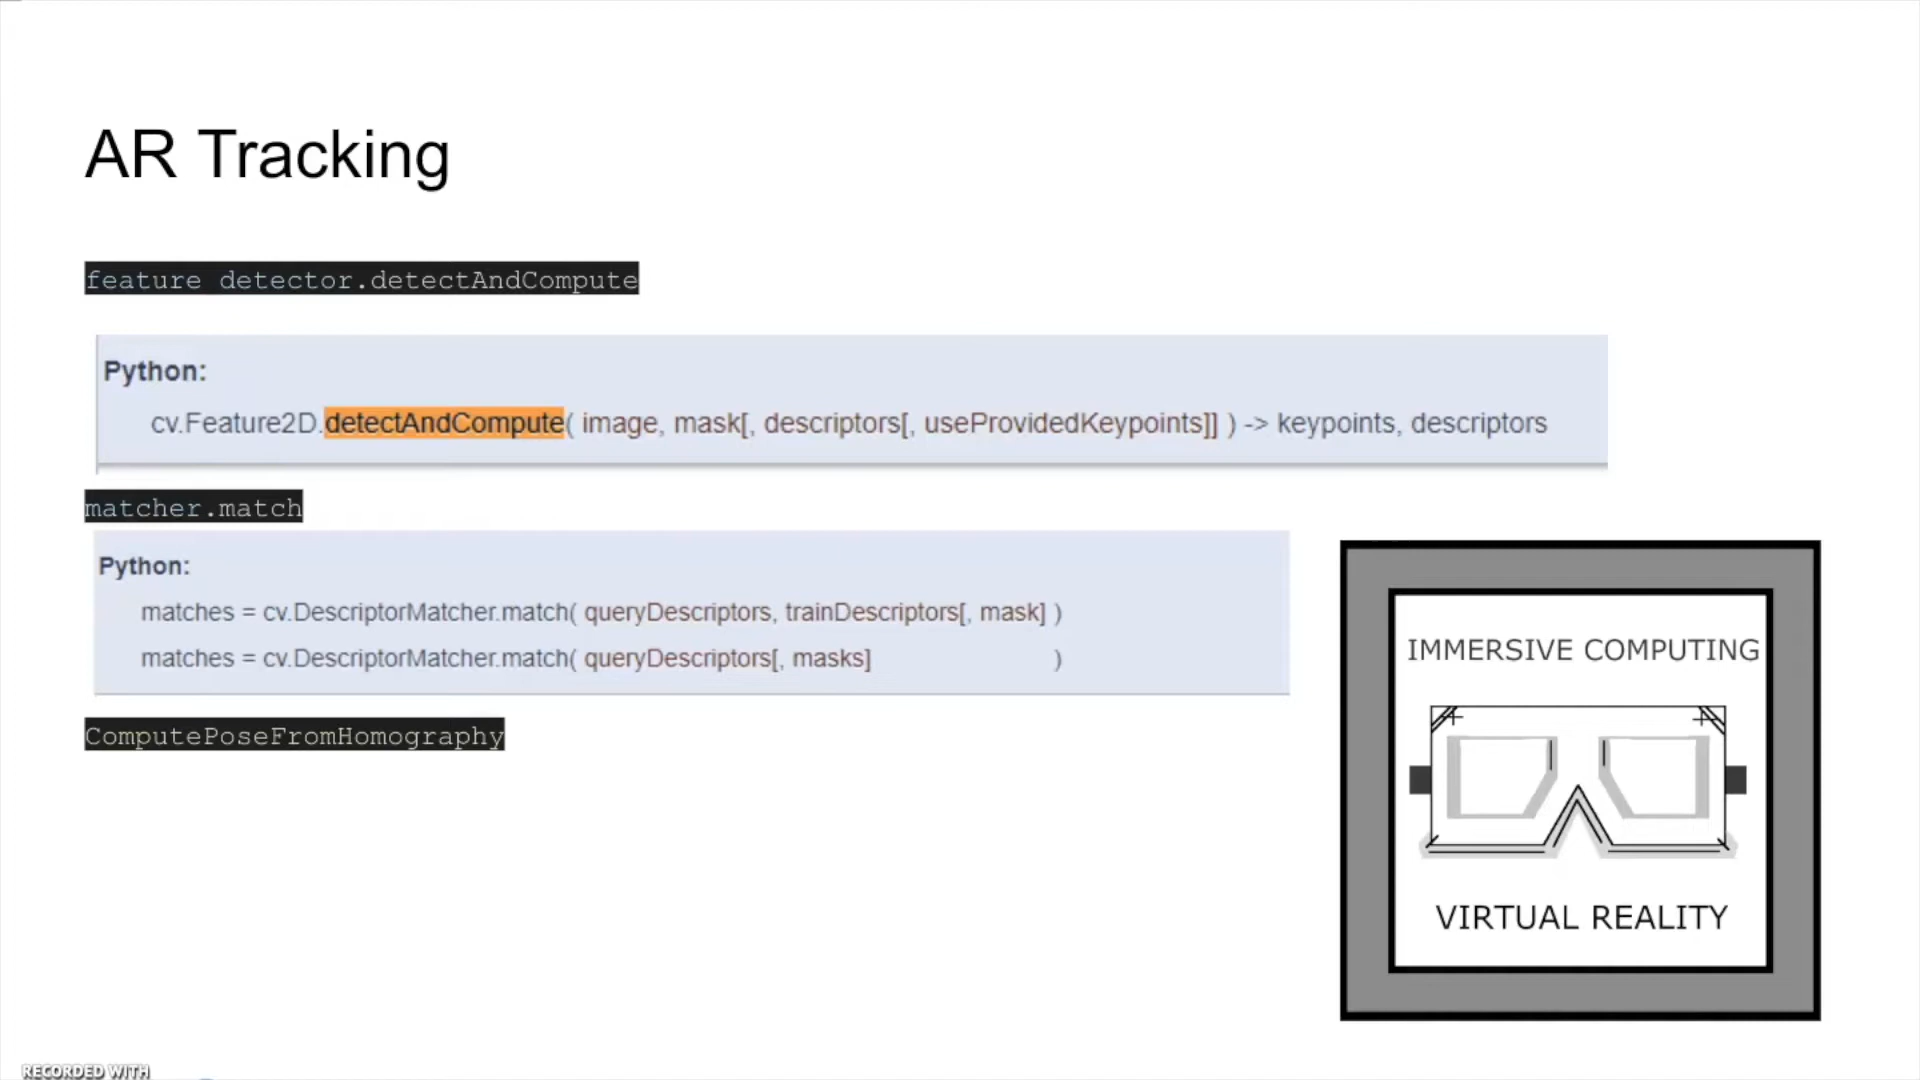 AR Tracking
feature detector.detectAndCompute
Python:
cv.Feature2D.detectAndCompute( image, mask[, descriptors[, useProvidedKeypoints]] ) -> keypoints, descriptors
matcher.match
Python:
matches = cv.DescriptorMatcher.match( queryDescriptors, trainDescriptors[, mask] )
matches = cv.DescriptorMatcher.match( queryDescriptors[, masks] )
ComputePoseFromHomography
IMMERSIVE COMPUTING
VIRTUAL REALITY
RECORDED WITH